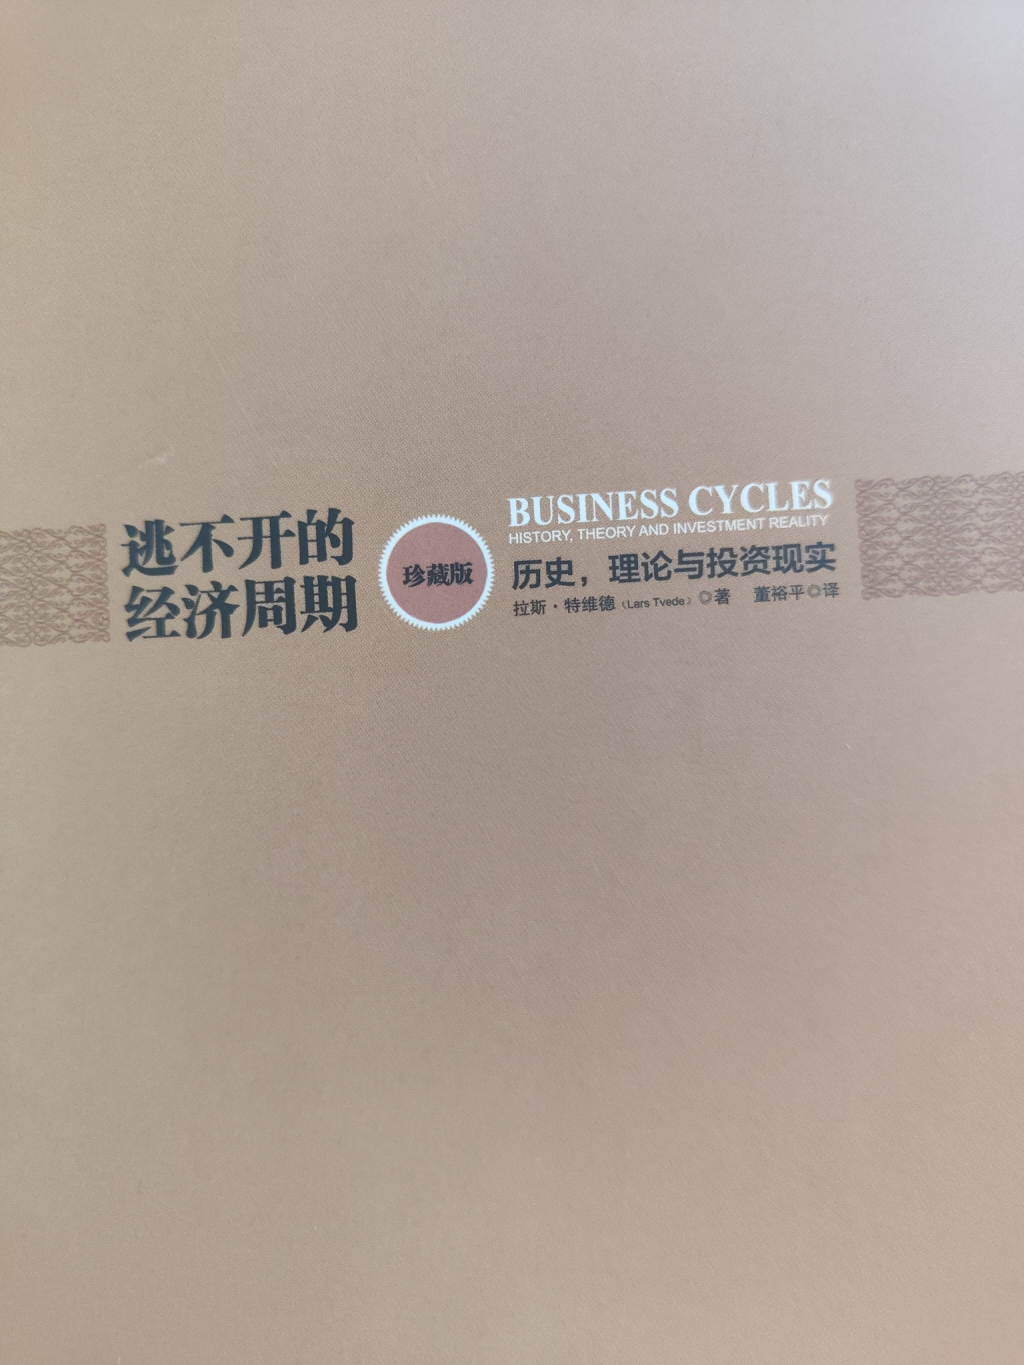 逃不开的
经济周期
珍藏版
BUSINESS CYCLES
HISTORY, THEORY AND INVESTMENT REALITY
历史，理论与投资现实
拉斯·特维德（Lars Tvede）◎著 董裕平◎译